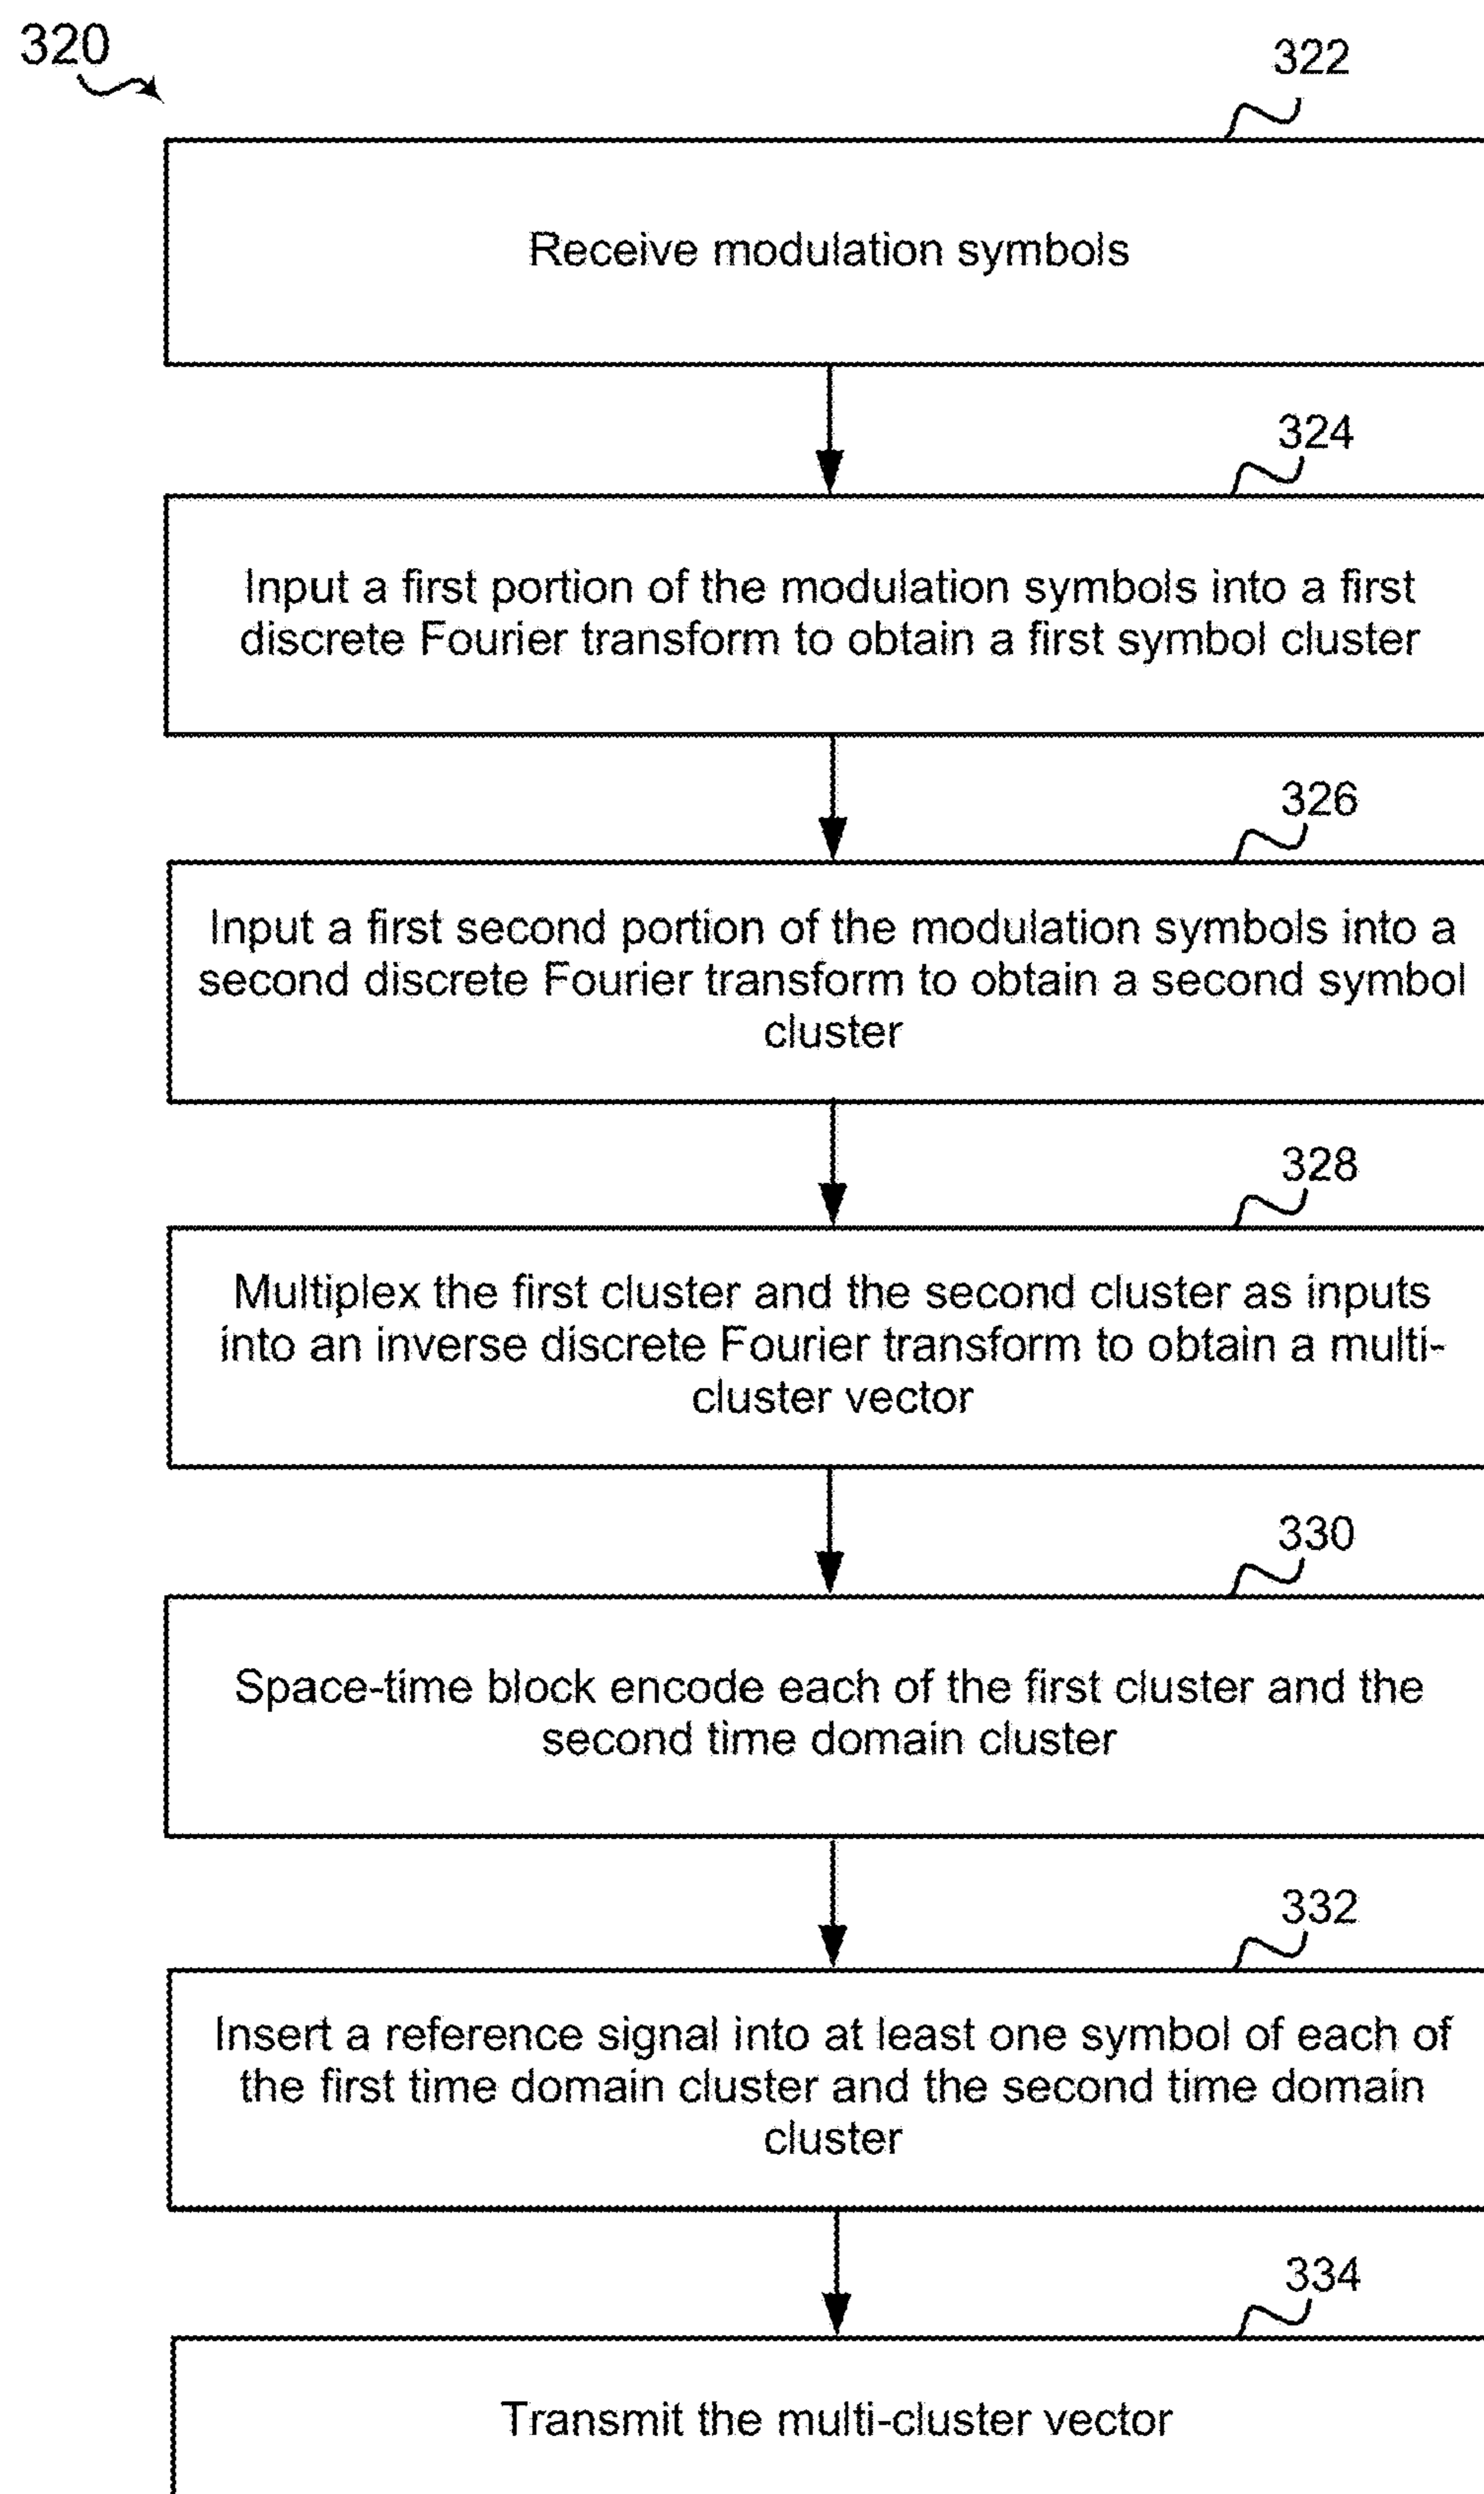 320
322
Receive modulation symbols
324
Input a first portion of the modulation symbols into a first
discrete Fourier transform to obtain a first symbol cluster
326
Input a first second portion of the modulation symbols into a
second discrete Fourier transform to obtain a second symbol
cluster
328
Multiplex the first cluster and the second cluster as inputs
into an inverse discrete Fourier transform to obtain a multi-
cluster vector
330
Space-time block encode each of the first cluster and the
second time domain cluster
332
Insert a reference signal into at least one symbol of each of
the first time domain cluster and the second time domain
cluster
334
Transmit the multi-cluster vector